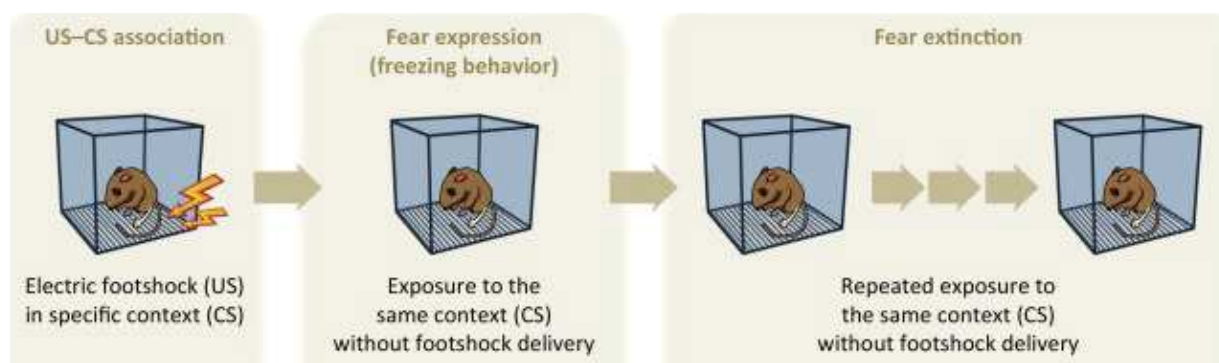 US–CS association
Electric footshock (US)
in specific context (CS)
Fear expression
(freezing behavior)
Exposure to the
same context (CS)
without footshock delivery
Fear extinction
Repeated exposure to
the same context (CS)
without footshock delivery